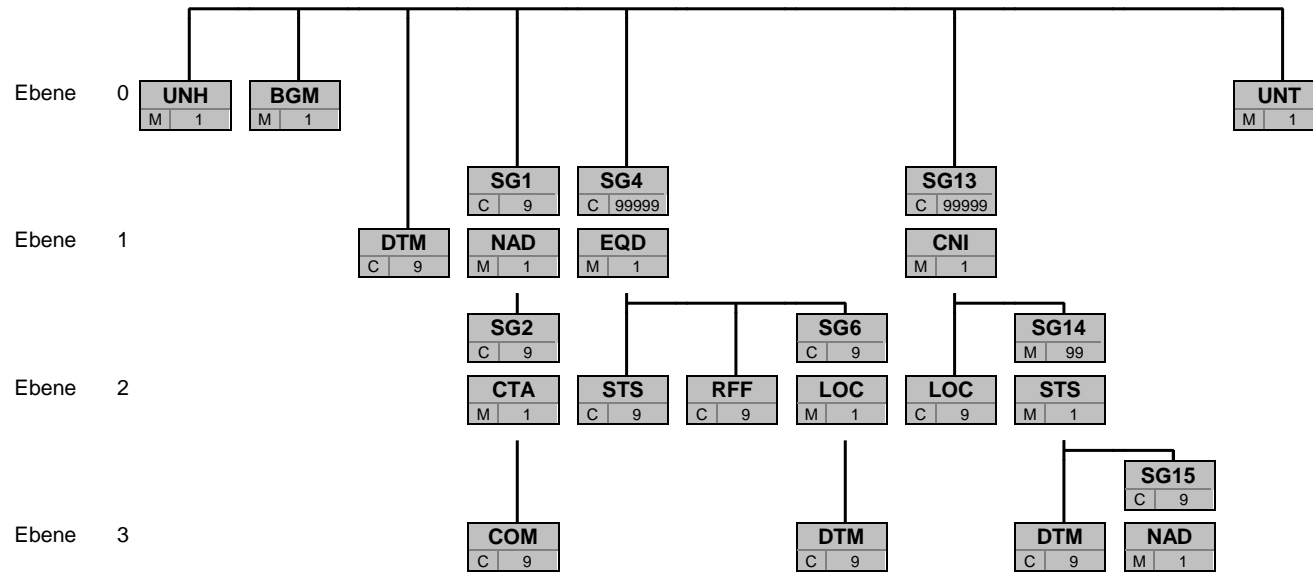 Ebene 0 UNH BGM UNT
M 1 M 1 M 1
SG1 SG4 SG13
C 9 C 99999 C 99999
Ebene 1 DTM NAD EQD CNI
C 9 M 1 M 1 M 1
SG2 SG6 SG14
C 9 C 9 M 99
Ebene 2 CTA STS RFF LOC LOC STS
M 1 C 9 C 9 M 1 C 9 M 1
SG15
C 9
Ebene 3 COM DTM DTM NAD
C 9 C 9 C 9 M 1